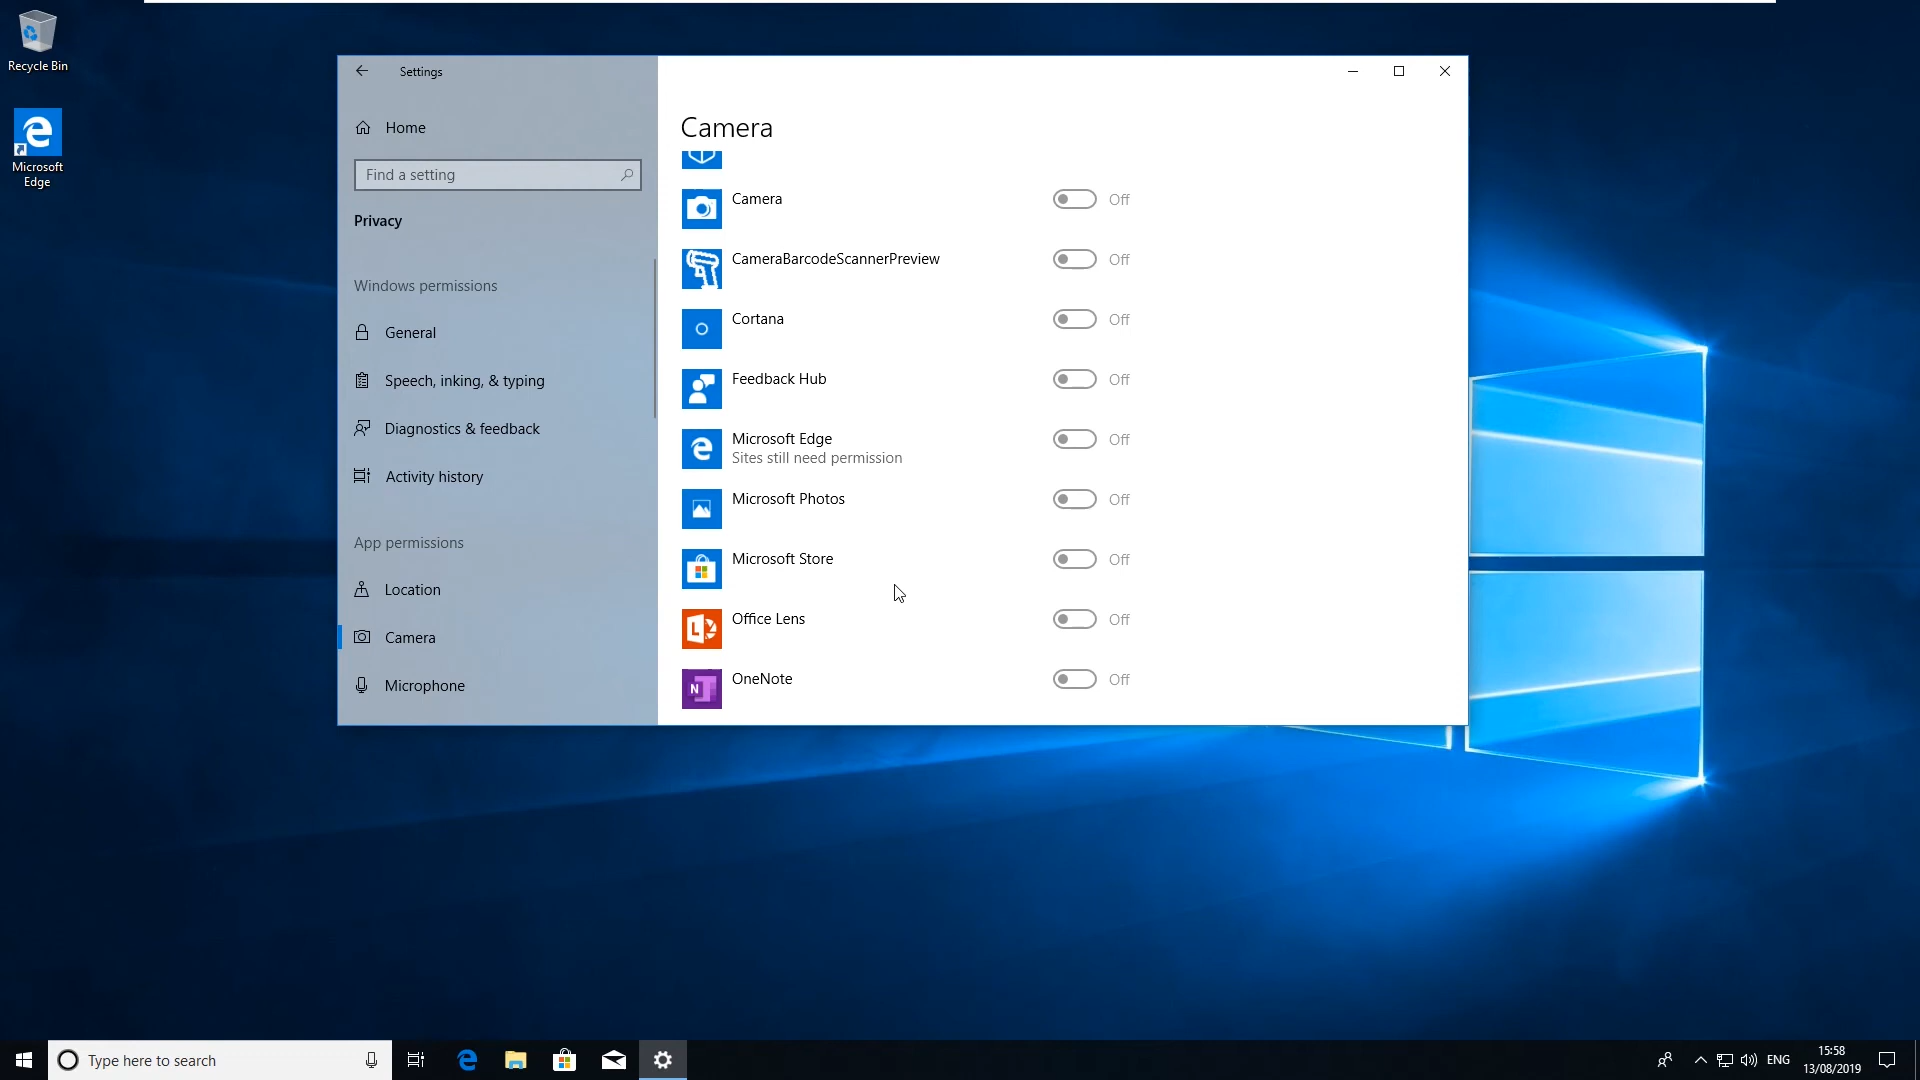 Recycle Bin
Microsoft
Edge
Settings
Home
Find a setting
Privacy
Windows permissions
General
Speech, inking, & typing
Diagnostics & feedback
Activity history
App permissions
Location
Camera
Microphone
Camera
Camera Off
CameraBarcodeScannerPreview Off
Cortana Off
Feedback Hub Off
Microsoft Edge Off
Sites still need permission
Microsoft Photos Off
Microsoft Store Off
Office Lens Off
OneNote Off
Type here to search
ENG
15:58
13/08/2019